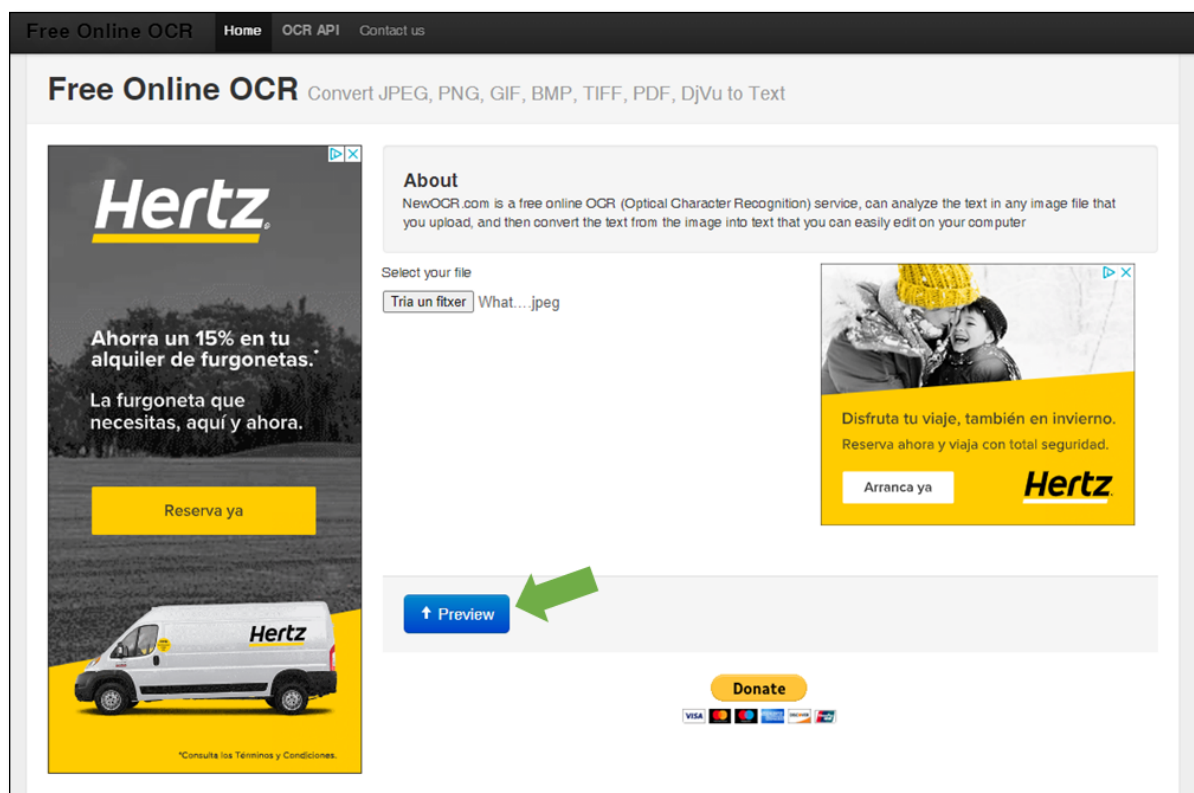 Free Online OCR Home OCR API Contact us
Free Online OCR Convert JPEG, PNG, GIF, BMP, TIFF, PDF, DjVu to Text
Hertz
Ahorra un 15% en tu
alquiler de furgonetas.*
La furgoneta que
necesitas, aquí y ahora.
Reserva ya
Hertz
*Consulta los Términos y Condiciones.
About
NewOCR.com is a free online OCR (Optical Character Recognition) service, can analyze the text in any image file that
you upload, and then convert the text from the image into text that you can easily edit on your computer
Select your file
Tria un fitxer What....jpeg
Disfruta tu viaje, también en invierno.
Reserva ahora y viaja con total seguridad.
Arranca ya Hertz
Preview
Donate
VISA DISCOVER